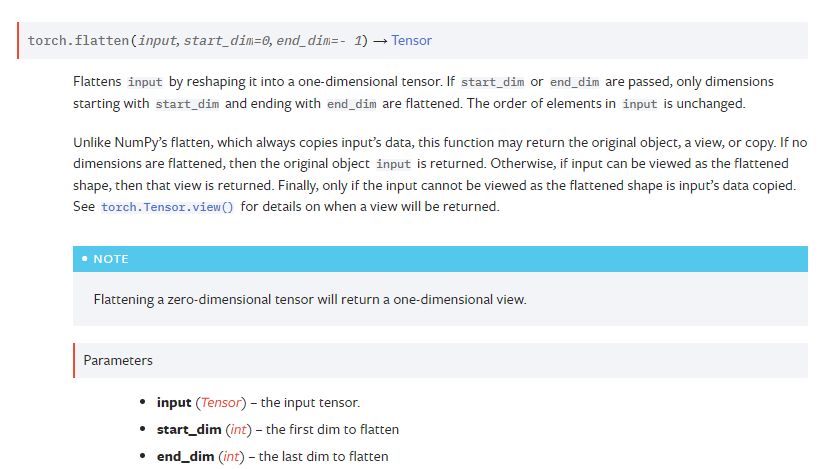 torch.flatten(input, start_dim=0, end_dim=- 1) → Tensor
Flattens input by reshaping it into a one-dimensional tensor. If start_dim or end_dim are passed, only dimensions
starting with start_dim and ending with end_dim are flattened. The order of elements in input is unchanged.
Unlike NumPy’s flatten, which always copies input’s data, this function may return the original object, a view, or copy. If no
dimensions are flattened, then the original object input is returned. Otherwise, if input can be viewed as the flattened
shape, then that view is returned. Finally, only if the input cannot be viewed as the flattened shape is input’s data copied.
See torch.Tensor.view() for details on when a view will be returned.
• NOTE
Flattening a zero-dimensional tensor will return a one-dimensional view.
Parameters
• input (Tensor) – the input tensor.
• start_dim (int) – the first dim to flatten
• end_dim (int) – the last dim to flatten